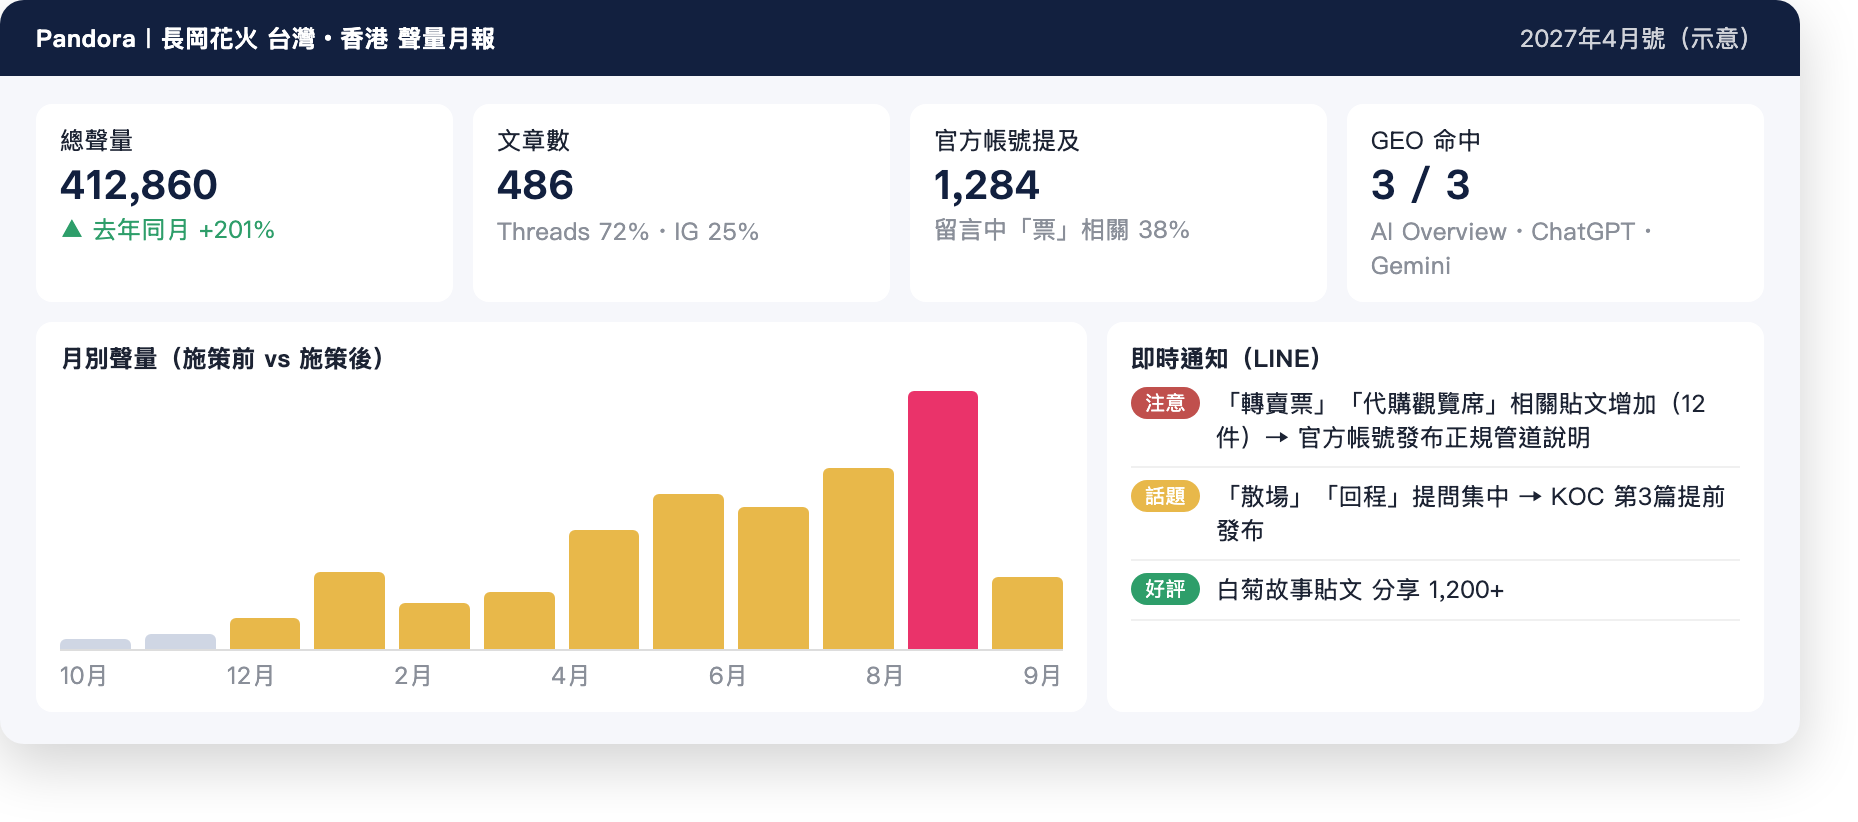 Pandora｜長岡花火 台灣・香港 聲量月報
2027年4月號（示意）
總聲量
412,860
▲ 去年同月 +201%
文章數
486
Threads 72%・IG 25%
官方帳號提及
1,284
留言中「票」相關 38%
GEO 命中
3 / 3
AI Overview・ChatGPT・
Gemini
月別聲量（施策前 vs 施策後）
10月
12月
2月
4月
6月
8月
9月
即時通知（LINE）
注意
「轉賣票」「代購觀覽席」相關貼文增加（12
件）→ 官方帳號發布正規管道說明
話題
「散場」「回程」提問集中 → KOC 第3篇提前
發布
好評
白菊故事貼文 分享 1,200+